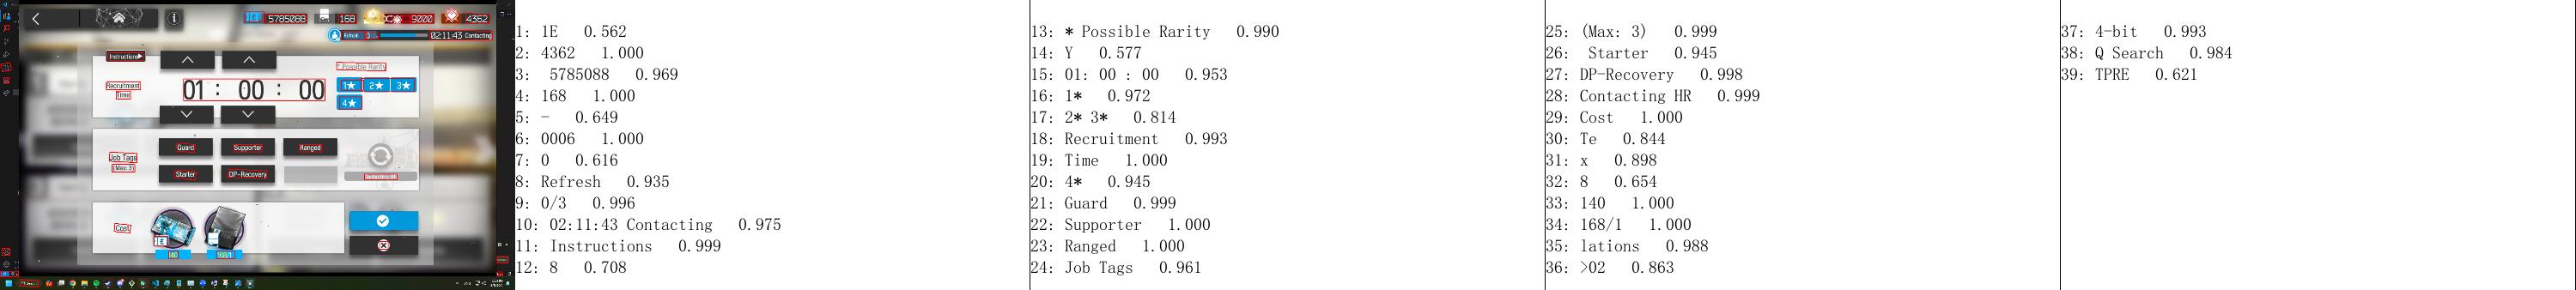 5785088 168 9000 4362
Refresh 0/3 02:11:43 Contacting
Instructions
* Possible Rarity
Recruitment
Time
01 : 00 : 00
1★ 2★ 3★
4★
Job Tags
(Max: 3)
Guard Supporter Ranged
Starter DP-Recovery
Contacting HR
Cost
140 168/1
1: 1E 0.562
2: 4362 1.000
3: 5785088 0.969
4: 168 1.000
5: - 0.649
6: 0006 1.000
7: 0 0.616
8: Refresh 0.935
9: 0/3 0.996
10: 02:11:43 Contacting 0.975
11: Instructions 0.999
12: 8 0.708
13: * Possible Rarity 0.990
14: Y 0.577
15: 01: 00 : 00 0.953
16: 1* 0.972
17: 2* 3* 0.814
18: Recruitment 0.993
19: Time 1.000
20: 4* 0.945
21: Guard 0.999
22: Supporter 1.000
23: Ranged 1.000
24: Job Tags 0.961
25: (Max: 3) 0.999
26: Starter 0.945
27: DP-Recovery 0.998
28: Contacting HR 0.999
29: Cost 1.000
30: Te 0.844
31: x 0.898
32: 8 0.654
33: 140 1.000
34: 168/1 1.000
35: lations 0.988
36: >02 0.863
37: 4-bit 0.993
38: Q Search 0.984
39: TPRE 0.621